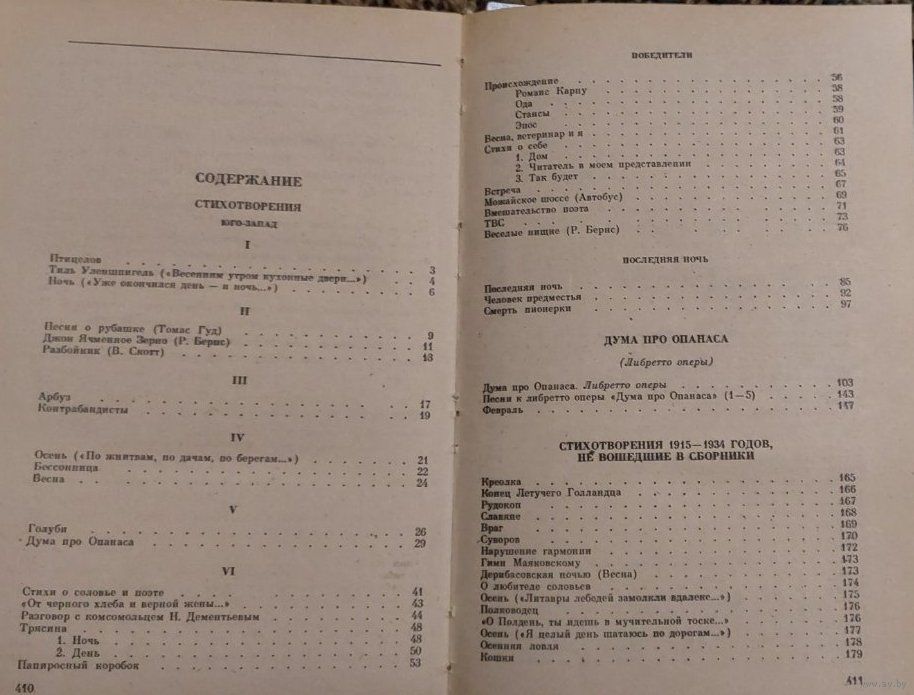 СОДЕРЖАНИЕ
СТИХОТВОРЕНИЯ
ЮГО-ЗАПАД
I
Птицелов . . . 3
Тиль Уленшпигель («Весенним утром кухонные двери...») . . . 4
Ночь («Уже окончился день — и ночь...») . . . 6
II
Песня о рубашке (Томас Гуд) . . . 9
Джон Ячменное Зерно (Р. Бернс) . . . 11
Разбойник (В. Скотт) . . . 13
III
Арбуз . . . 17
Контрабандисты . . . 19
IV
Осень («По жнитвам, по дачам, по берегам...») . . . 21
Бессонница . . . 22
Весна . . . 24
V
Голуби . . . 26
Дума про Опанаса . . . 29
VI
Стихи о соловье и поэте . . . 41
«От черного хлеба и верной жены...» . . . 43
Разговор с комсомольцем Н. Дементьевым . . . 44
Трясина . . . 48
1. Ночь . . . 48
2. День . . . 50
Папиросный коробок . . . 53
410
ПОБЕДИТЕЛИ
Происхождение . . . 56
Романс Карпу . . . 58
Ода . . . 58
Стансы . . . 59
Эпос . . . 60
Весна, ветеринар и я . . . 61
Стихи о себе . . . 63
1. Дом . . . 63
2. Читатель в моем представлении . . . 64
3. Так будет . . . 65
Встреча . . . 67
Можайское шоссе (Автобус) . . . 69
Вмешательство поэта . . . 71
ТВС . . . 73
Веселые нищие (Р. Бернс) . . . 76
ПОСЛЕДНЯЯ НОЧЬ
Последняя ночь . . . 85
Человек предместья . . . 92
Смерть пионерки . . . 97
ДУМА ПРО ОПАНАСА
(Либретто оперы)
Дума про Опанаса. Либретто оперы . . . 103
Песни к либретто оперы «Дума про Опанаса» (1—5) . . . 143
Февраль . . . 147
СТИХОТВОРЕНИЯ 1915—1934 ГОДОВ,
НЕ ВОШЕДШИЕ В СБОРНИКИ
Креолка . . . 165
Конец Летучего Голландца . . . 166
Рудокоп . . . 167
Славяне . . . 168
Враг . . . 169
Суворов . . . 170
Нарушение гармонии . . . 172
Гимн Маяковскому . . . 173
Дерибасовская ночью (Весна) . . . 173
О любителе соловьев . . . 174
Осень («Литавры лебедей замолкли вдалеке...») . . . 175
Полководец . . . 176
«О Полдень, ты идешь в мучительной тоске...» . . . 176
Осень («Я целый день шатаюсь по дорогам...») . . . 177
Осенняя ловля . . . 178
Кошки . . . 179
411
www.av.by